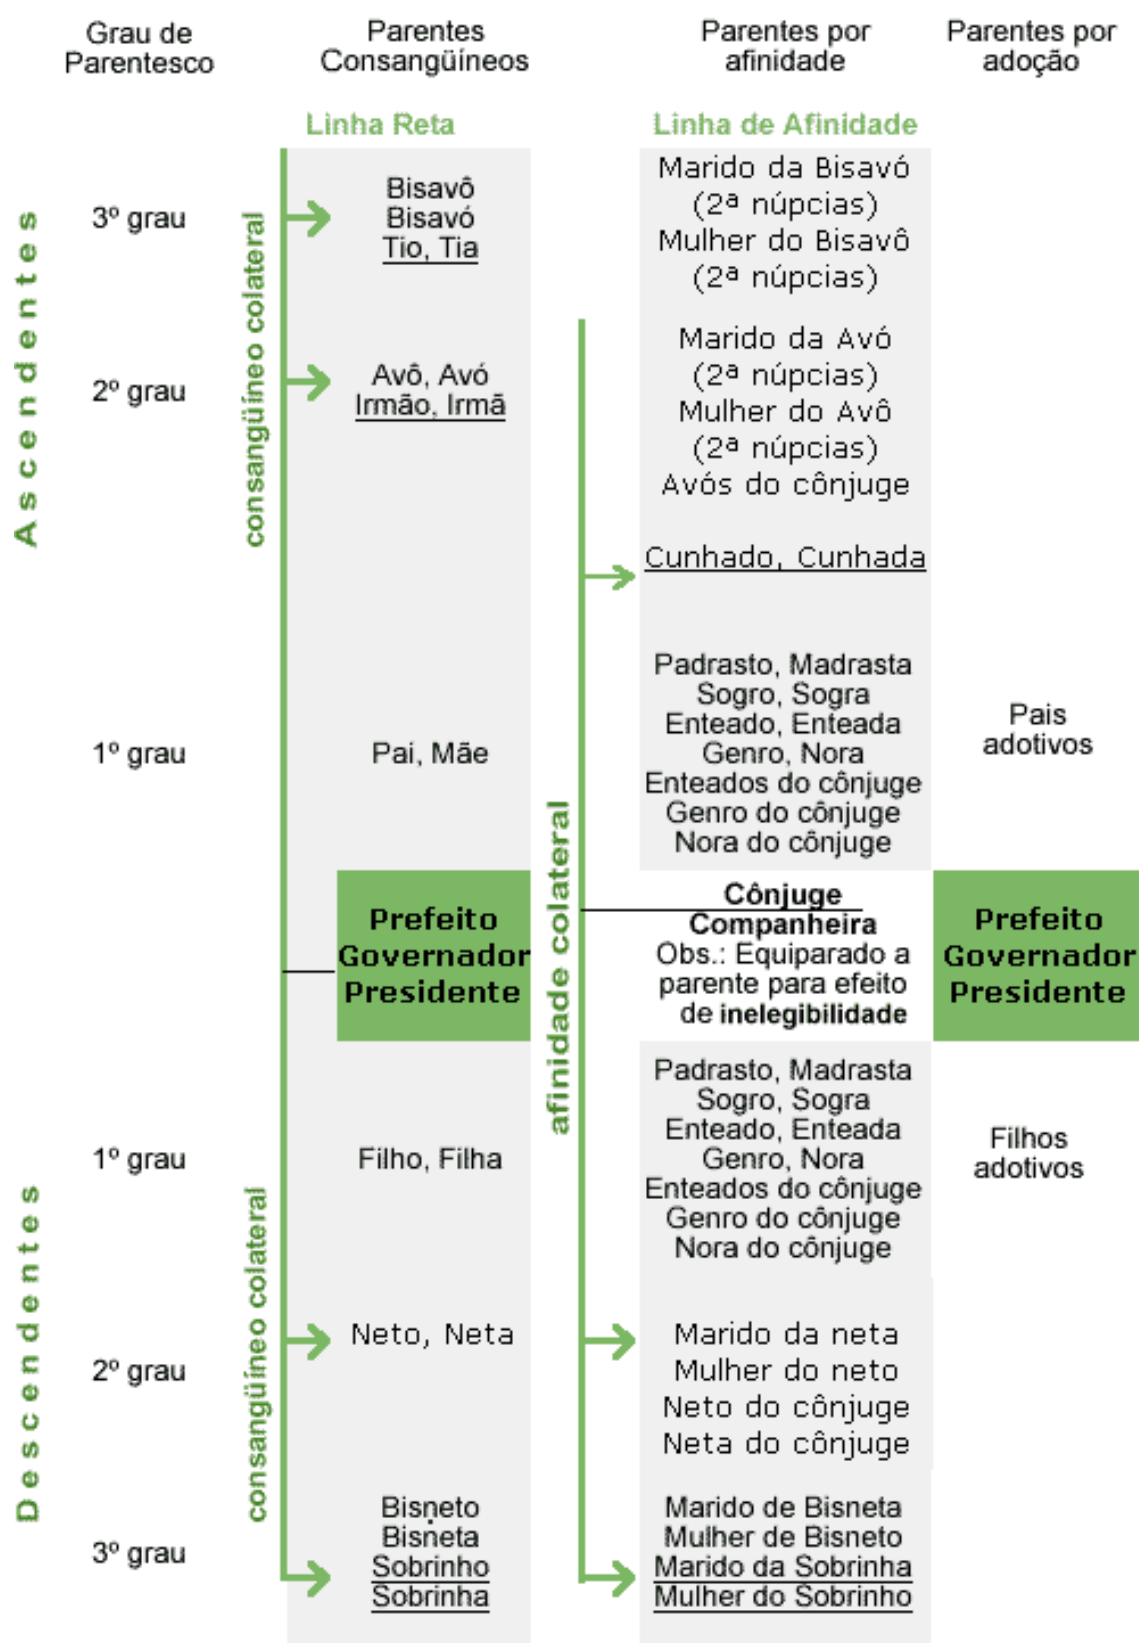 Grau de
Parentesco
Parentes
Consangüíneos
Parentes por
afinidade
Parentes por
adoção
Linha Reta
Linha de Afinidade
Ascendentes
consangüíneo colateral
3º grau
Bisavô
Bisavó
Tio, Tia
Marido da Bisavó
(2ª núpcias)
Mulher do Bisavô
(2ª núpcias)
2º grau
Avô, Avó
Irmão, Irmã
Marido da Avó
(2ª núpcias)
Mulher do Avô
(2ª núpcias)
Avós do cônjuge
Cunhado, Cunhada
1º grau
Pai, Mãe
Padrasto, Madrasta
Sogro, Sogra
Enteado, Enteada
Genro, Nora
Enteados do cônjuge
Genro do cônjuge
Nora do cônjuge
Pais
adotivos
afinidade colateral
Prefeito
Governador
Presidente
Cônjuge
Companheira
Obs.: Equiparado a
parente para efeito
de inelegibilidade
Prefeito
Governador
Presidente
Descendentes
consangüíneo colateral
1º grau
Filho, Filha
Padrasto, Madrasta
Sogro, Sogra
Enteado, Enteada
Genro, Nora
Enteados do cônjuge
Genro do cônjuge
Nora do cônjuge
Filhos
adotivos
2º grau
Neto, Neta
Marido da neta
Mulher do neto
Neto do cônjuge
Neta do cônjuge
3º grau
Bisneto
Bisneta
Sobrinho
Sobrinha
Marido de Bisneta
Mulher de Bisneto
Marido da Sobrinha
Mulher do Sobrinho